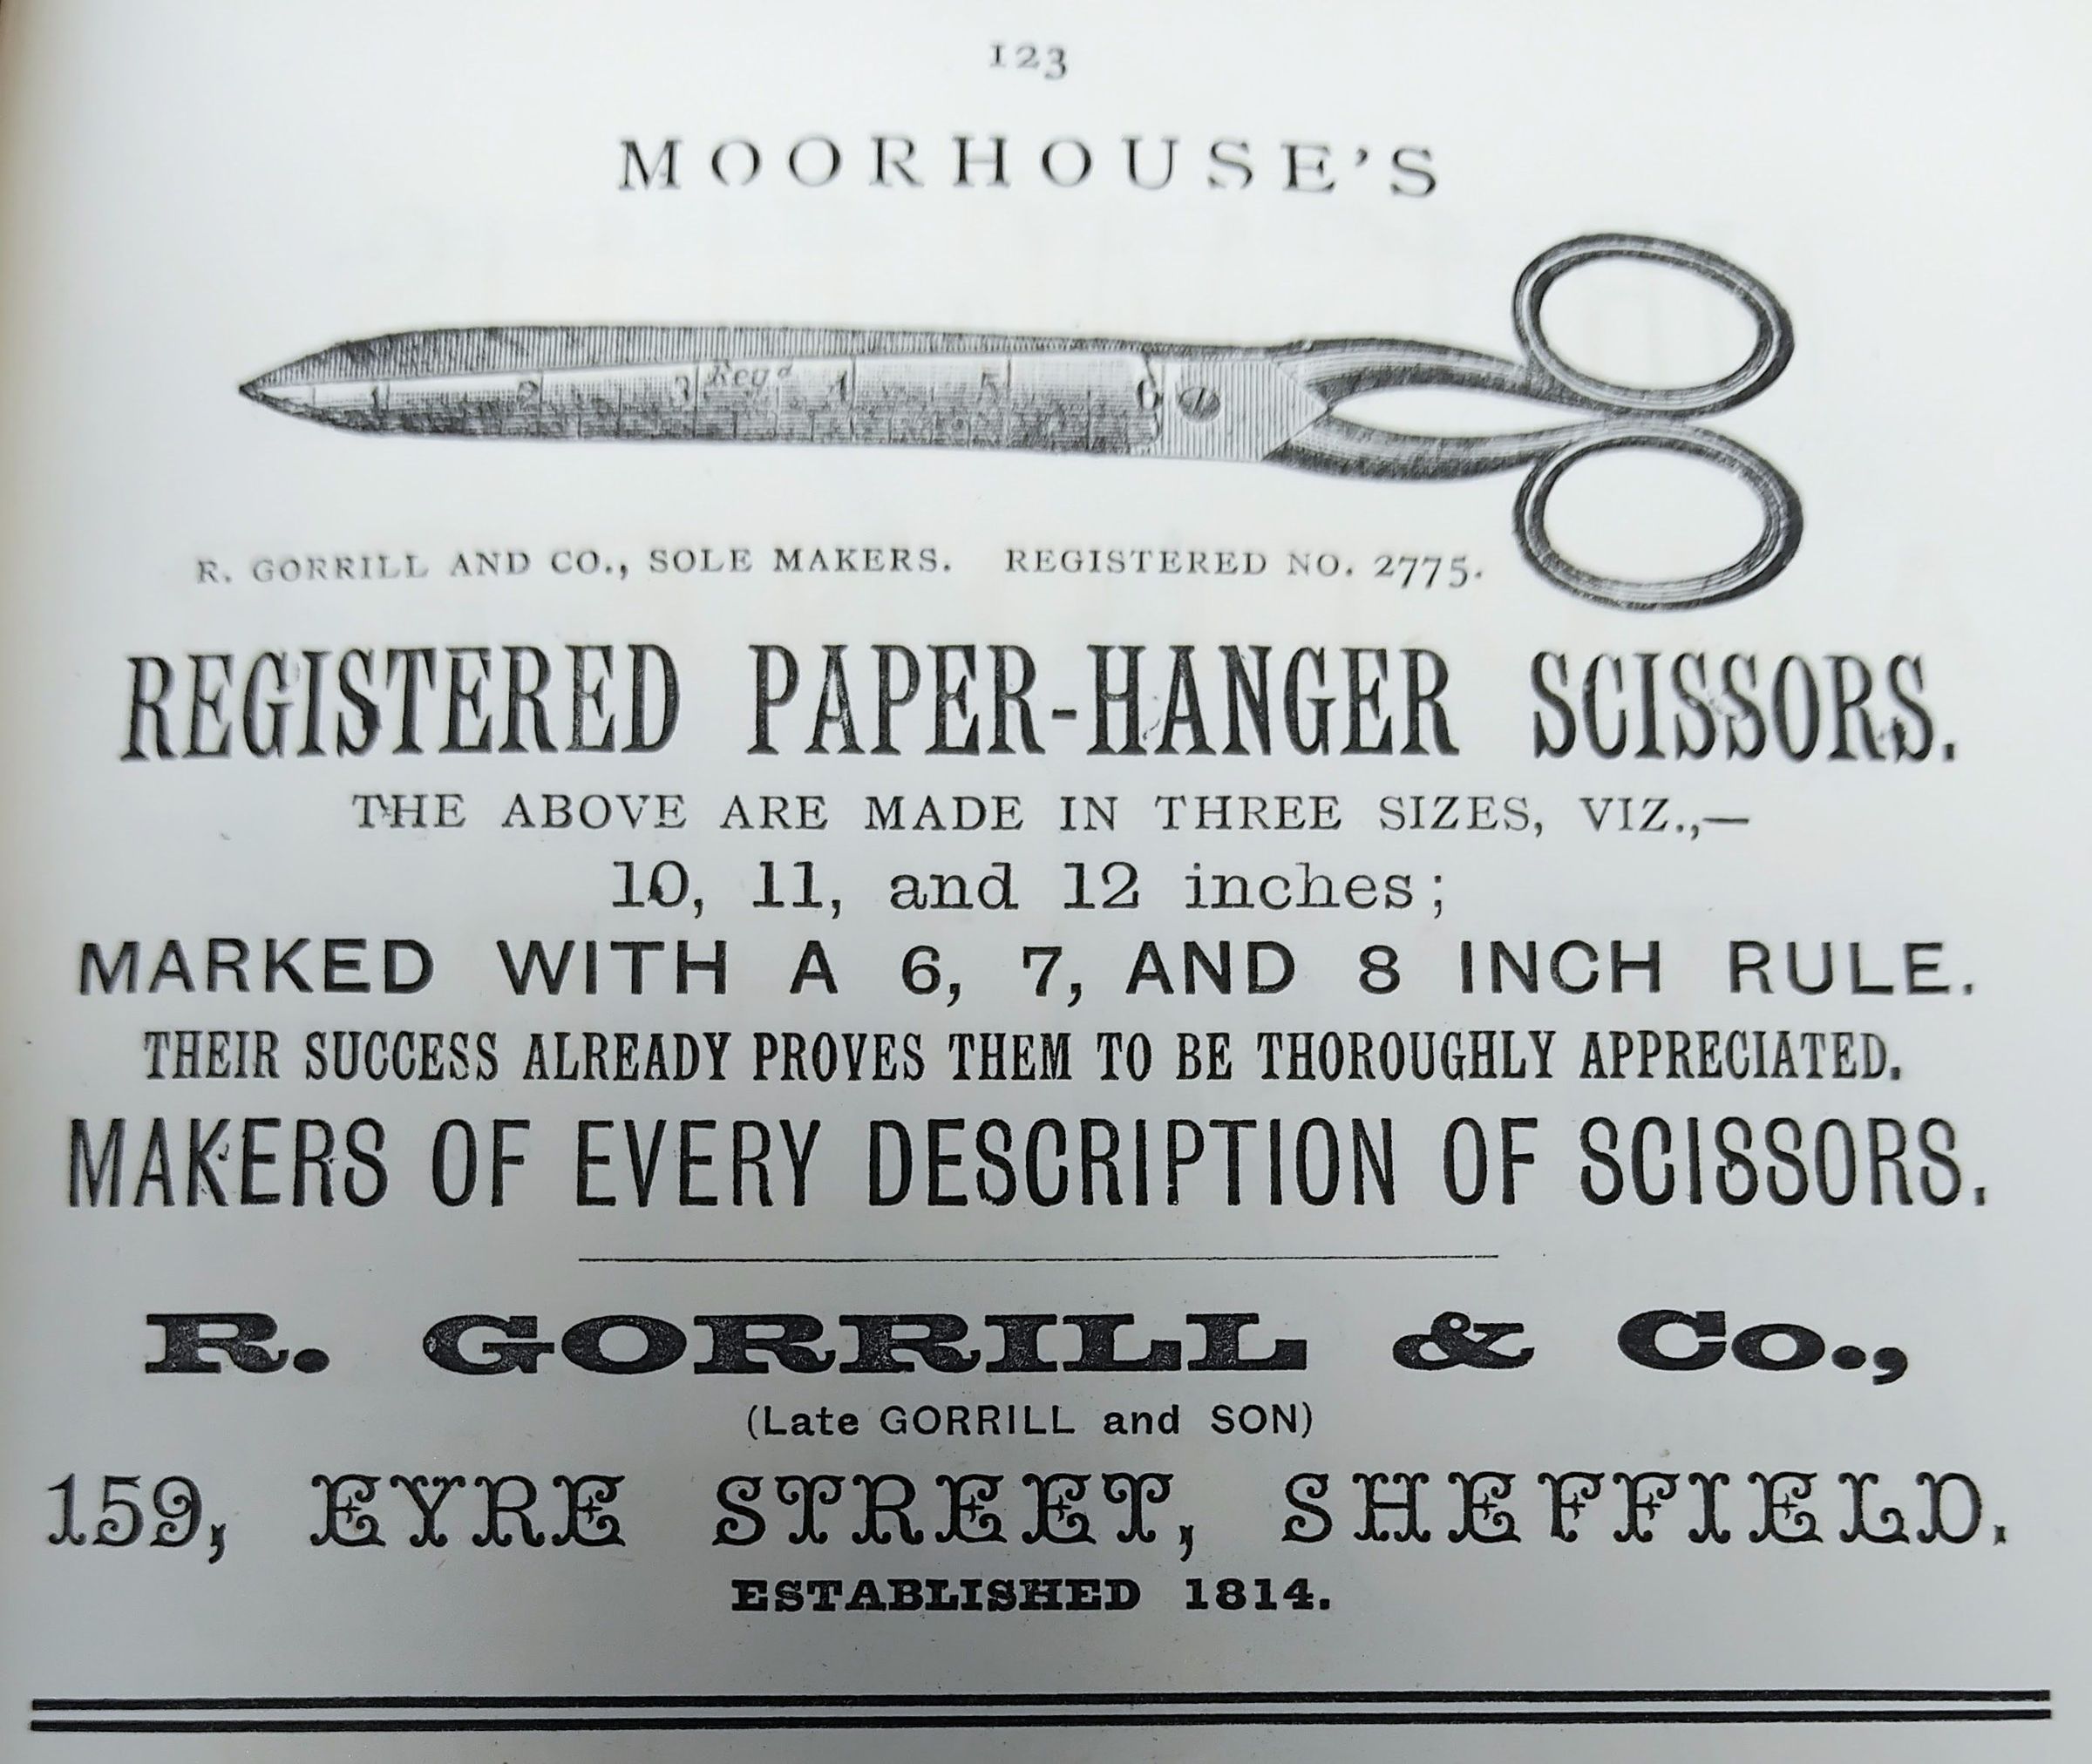 123
MOORHOUSE'S
1 2 3 Regd 4 5 6
R. GORRILL AND CO., SOLE MAKERS. REGISTERED NO. 2775.
REGISTERED PAPER-HANGER SCISSORS.
THE ABOVE ARE MADE IN THREE SIZES, VIZ.,—
10, 11, and 12 inches;
MARKED WITH A 6, 7, AND 8 INCH RULE.
THEIR SUCCESS ALREADY PROVES THEM TO BE THOROUGHLY APPRECIATED.
MAKERS OF EVERY DESCRIPTION OF SCISSORS.
R. GORRILL & Co.,
(Late GORRILL and SON)
159, EYRE STREET, SHEFFIELD.
ESTABLISHED 1814.